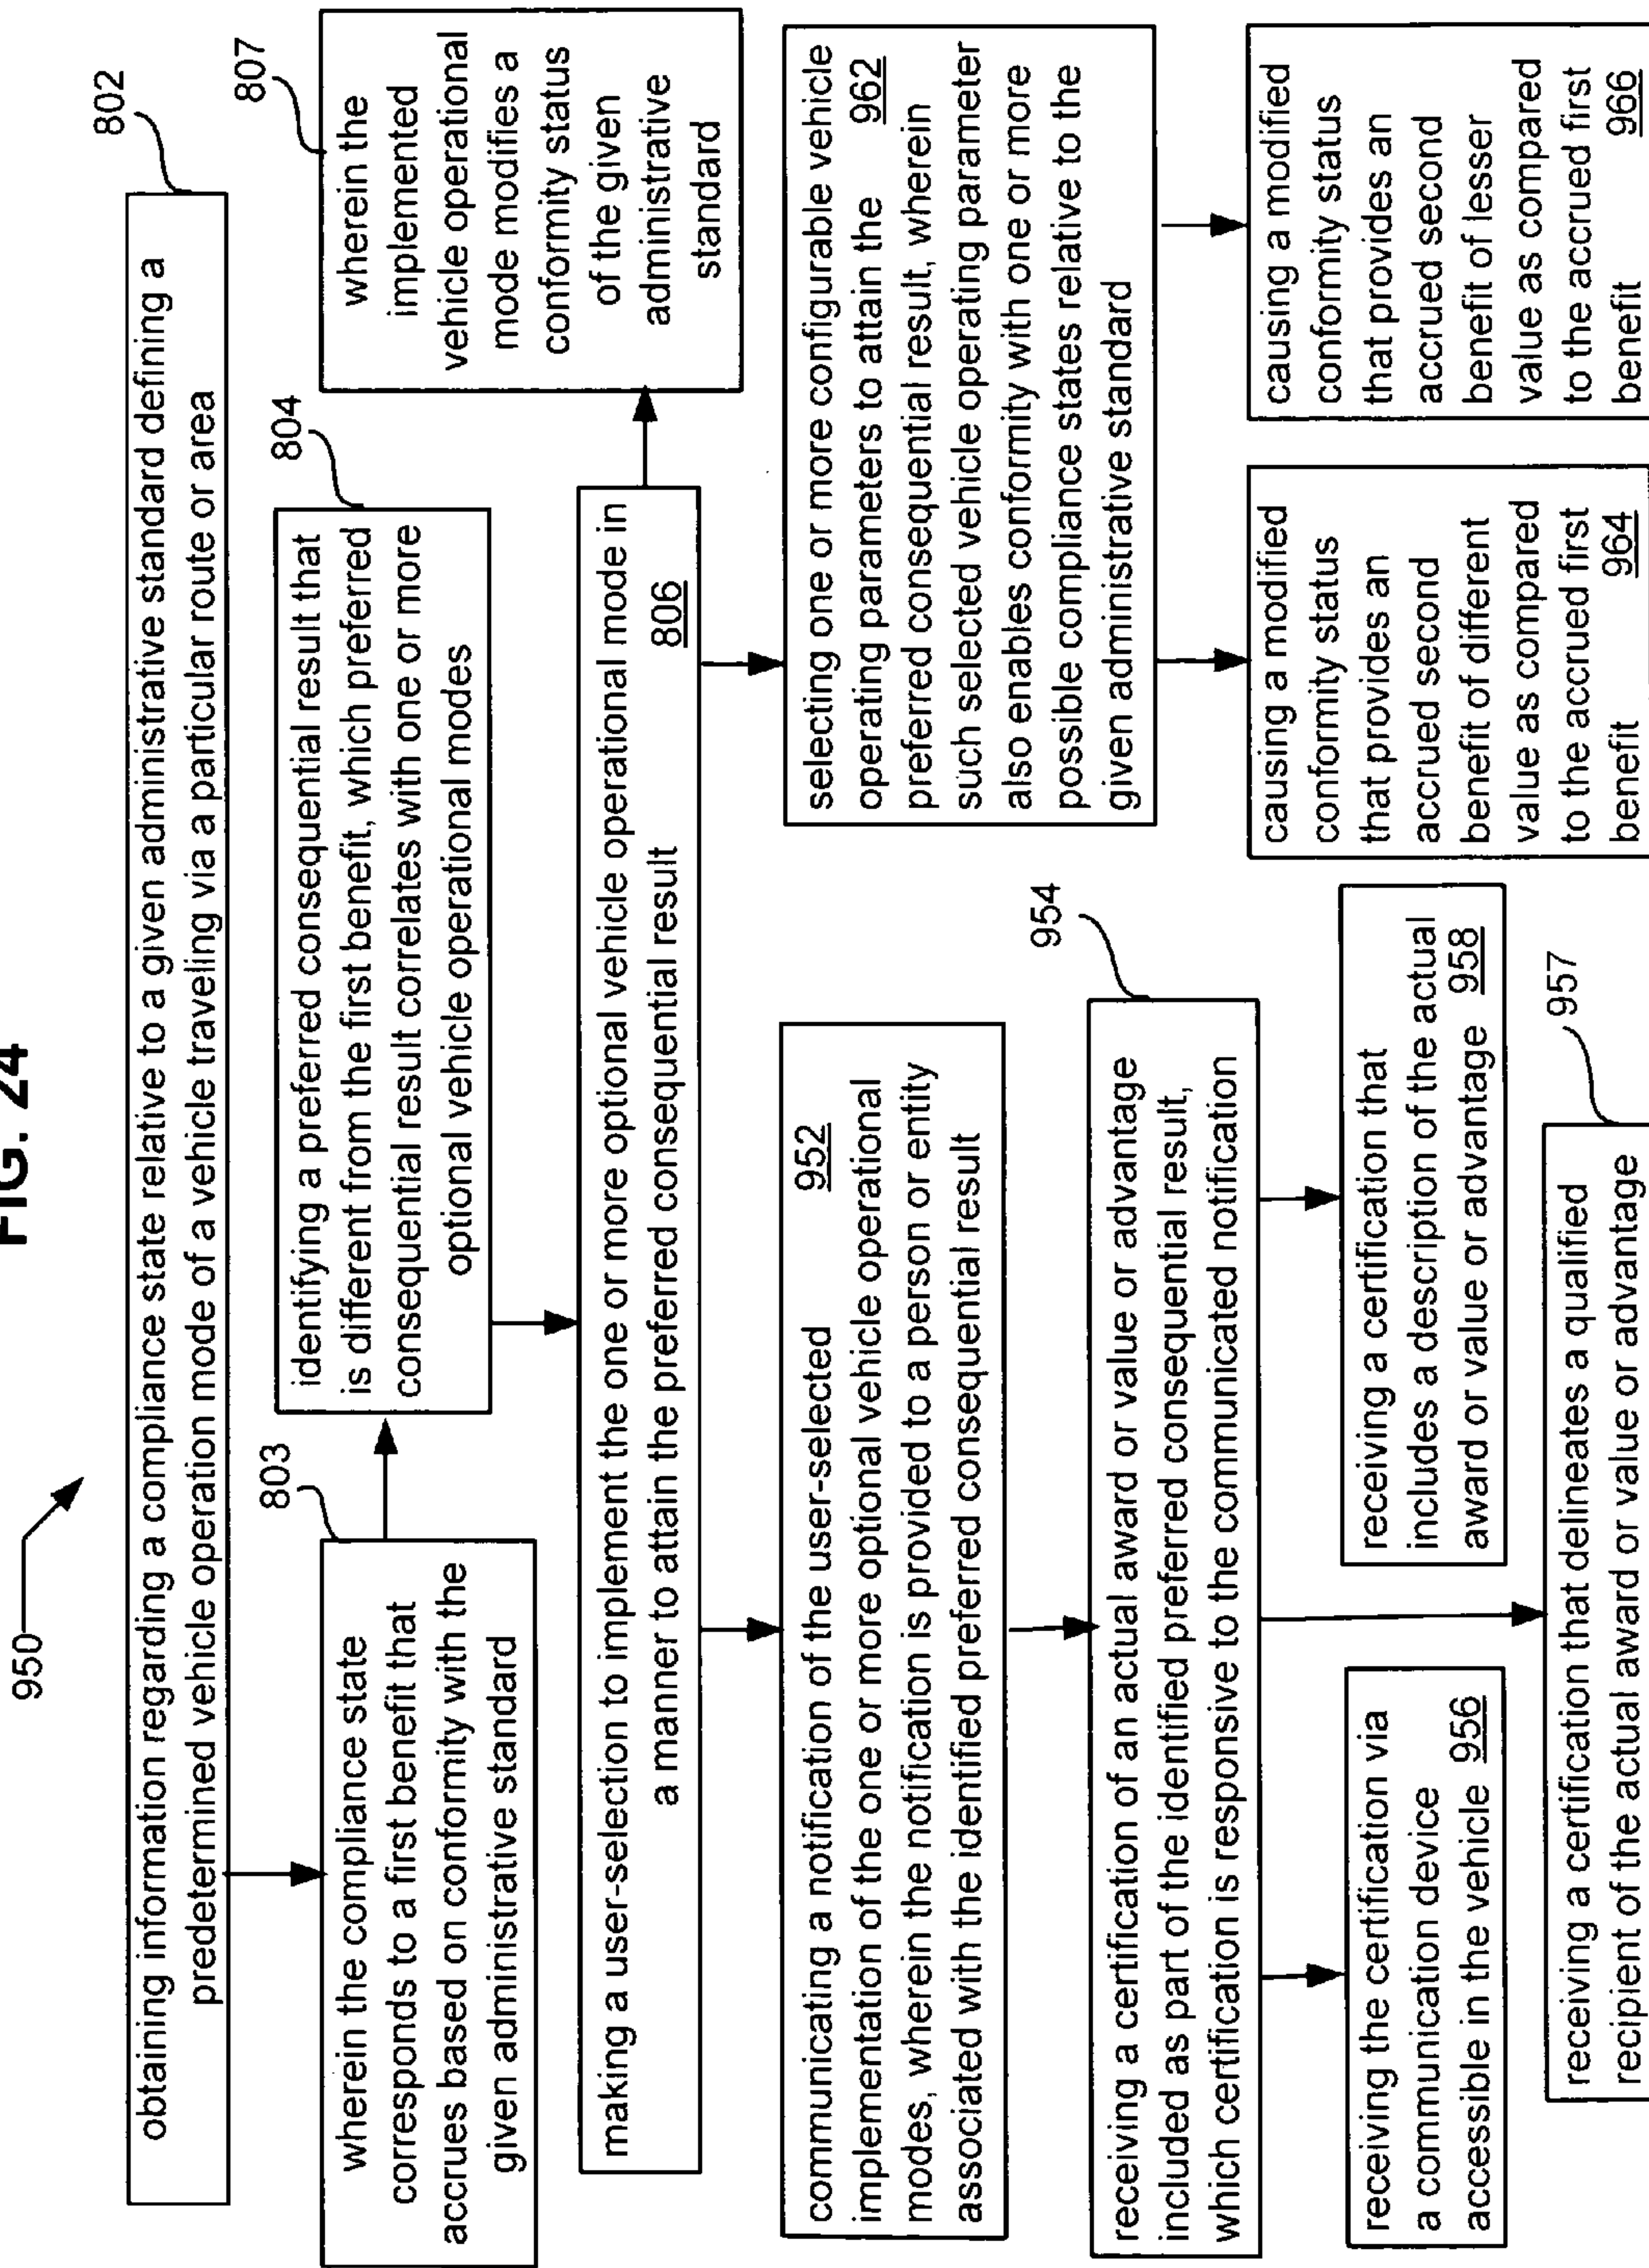 FIG. 24
950
802
obtaining information regarding a compliance state relative to a given administrative standard defining a
predetermined vehicle operation mode of a vehicle traveling via a particular route or area
803
wherein the compliance state
corresponds to a first benefit that
accrues based on conformity with the
given administrative standard
804
identifying a preferred consequential result that
is different from the first benefit, which preferred
consequential result correlates with one or more
optional vehicle operational modes
807
wherein the
implemented
vehicle operational
mode modifies a
conformity status
of the given
administrative
standard
making a user-selection to implement the one or more optional vehicle operational mode in
a manner to attain the preferred consequential result 806
communicating a notification of the user-selected 952
implementation of the one or more optional vehicle operational
modes, wherein the notification is provided to a person or entity
associated with the identified preferred consequential result
selecting one or more configurable vehicle
operating parameters to attain the 962
preferred consequential result, wherein
such selected vehicle operating parameter
also enables conformity with one or more
possible compliance states relative to the
given administrative standard
954
receiving a certification of an actual award or value or advantage
included as part of the identified preferred consequential result,
which certification is responsive to the communicated notification
receiving the certification via
a communication device
accessible in the vehicle 956
receiving a certification that
includes a description of the actual
award or value or advantage 958
957
receiving a certification that delineates a qualified
recipient of the actual award or value or advantage
causing a modified
conformity status
that provides an
accrued second
benefit of different
value as compared
to the accrued first
benefit 964
causing a modified
conformity status
that provides an
accrued second
benefit of lesser
value as compared
to the accrued first
benefit 966